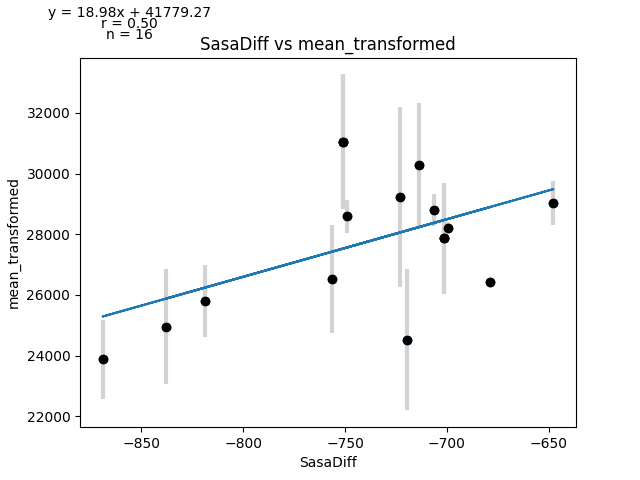 y = 18.98x + 41779.27
r = 0.50
n = 16
SasaDiff vs mean_transformed
32000
30000
28000
26000
24000
22000
mean_transformed
−850
−800
−750
−700
−650
SasaDiff